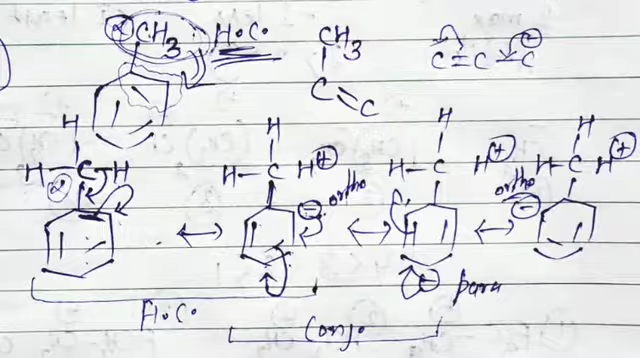 α CH3 H•C•
CH3
C=C
C=C-C ⊖
H H H H
H-C-H H-C H⊕ H-C H⊕ H-C H⊕
α
⊖ ortho ortho ⊖
⊖ para
H•C•
Conj•